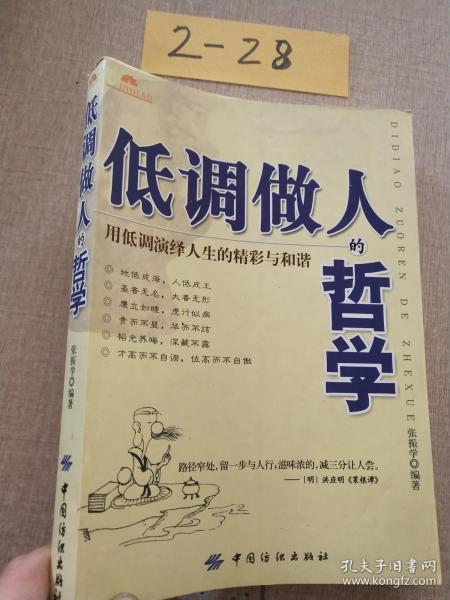 2-28
DIDIAO
低调做人
的
哲学
用低调演绎人生的精彩与和谐
◎ 地低成海，人低成王
◎ 圣者无名，大者无形
◎ 鹰立如睡，虎行似病
◎ 贵而不显，华而不炫
◎ 韬光养晦，深藏不露
◎ 才高而不自诩，位高而不自傲
DIDIAO ZUOREN DE ZHEXUE
张振学◎编著
路径窄处，留一步与人行；滋味浓的，减三分让人尝。
——［明］洪应明《菜根谭》
中国纺织出版社
低调做人的哲学
张振学◎编著
中国纺织出版社
孔夫子旧书网
www.kongfz.com